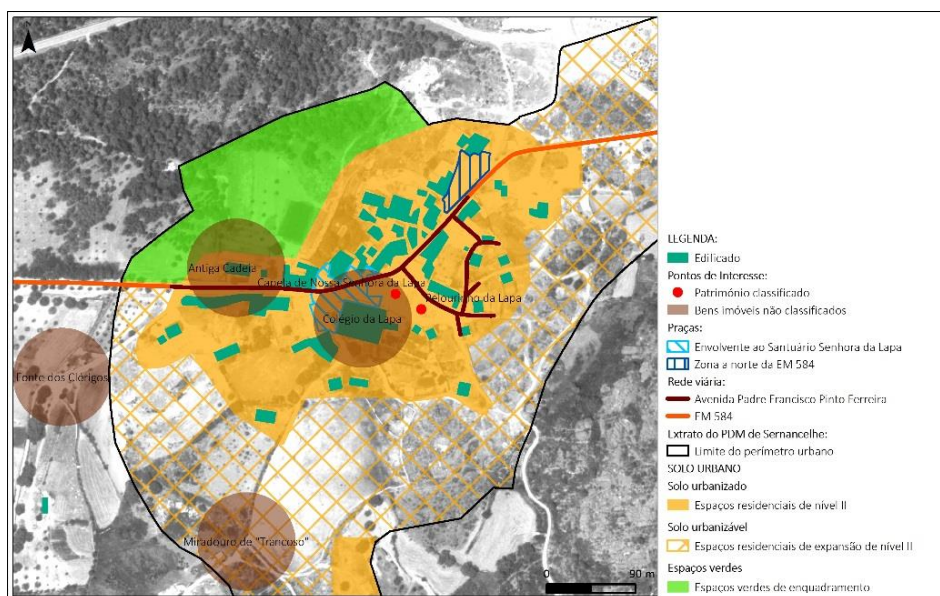 Antiga Cadeia
Capela de Nossa Senhora da Lapa
Pelourinho da Lapa
Colégio da Lapa
Fonte dos Clérigos
Miradouro de "Trancoso"
0 90 m
LEGENDA:
Edificado
Pontos de Interesse:
Património classificado
Bens imóveis não classificados
Praças:
Envolvente ao Santuário Senhora da Lapa
Zona a norte da EM 584
Rede viária:
Avenida Padre Francisco Pinto Ferreira
EM 584
Extrato do PDM de Sernancelhe:
Limite do perímetro urbano
SOLO URBANO
Solo urbanizado
Espaços residenciais de nível II
Solo urbanizável
Espaços residenciais de expansão de nível II
Espaços verdes
Espaços verdes de enquadramento